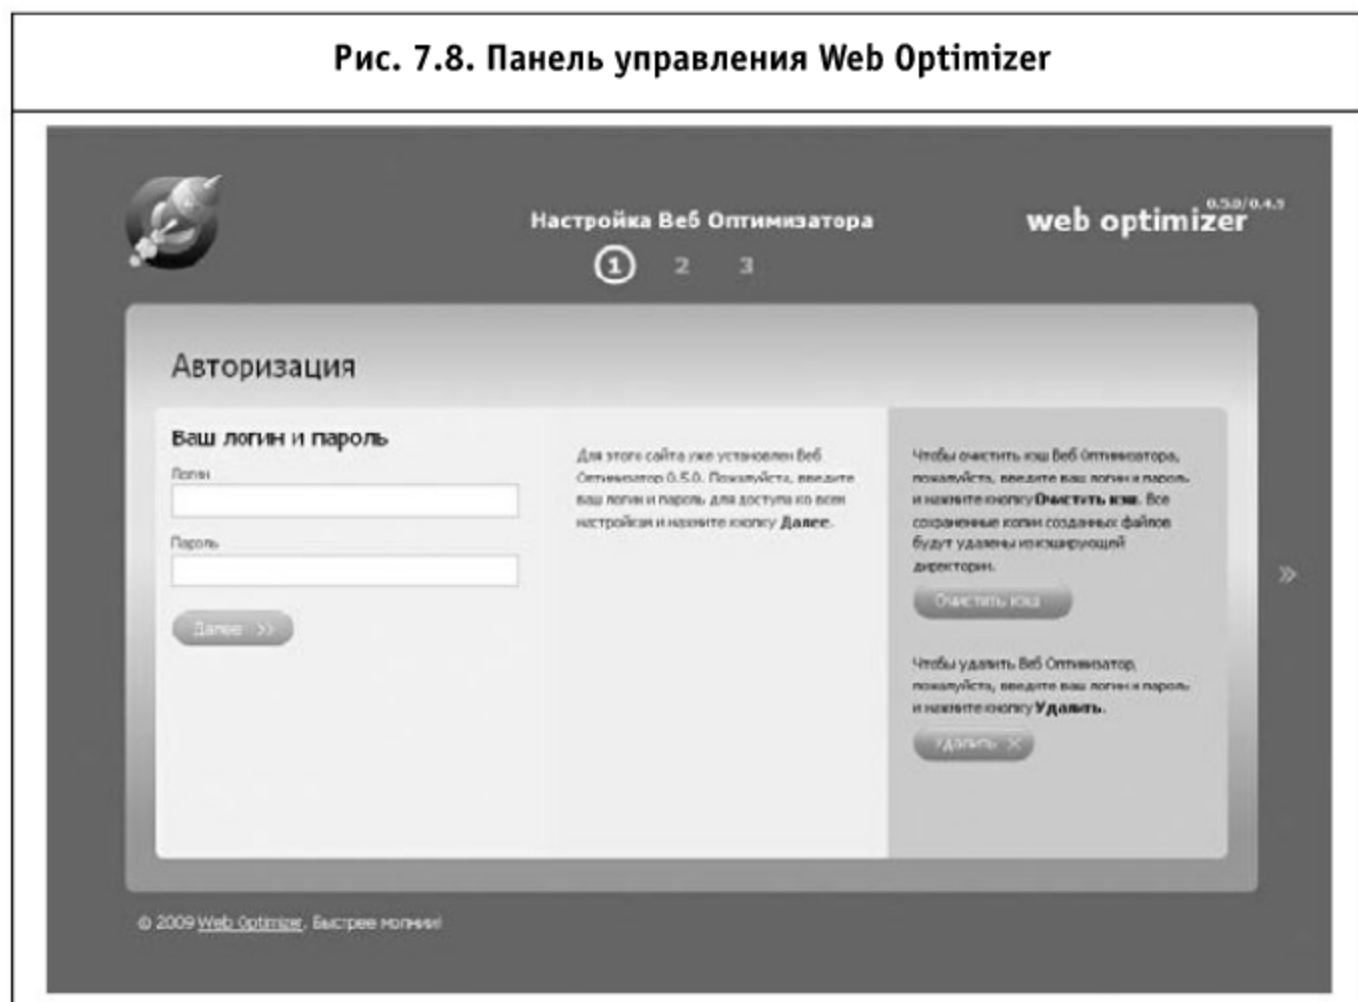 Рис. 7.8. Панель управления Web Optimizer
Настройка Веб Оптимизатора
web optimizer 0.5.0/0.4.9
1 2 3
Авторизация
Ваш логин и пароль
Логин
Пароль
Далее >>
Для этого сайта уже установлен Веб
Оптимизатор 0.5.0. Пожалуйста, введите
ваш логин и пароль для доступа ко всем
настройкам и нажмите кнопку Далее.
Чтобы очистить кэш Веб Оптимизатора,
пожалуйста, введите ваш логин и пароль
и нажмите кнопку Очистить кэш. Все
сохраненные копии созданных файлов
будут удалены из кэширующей
директории.
Очистить кэш
Чтобы удалить Веб Оптимизатор,
пожалуйста, введите ваш логин и пароль
и нажмите кнопку Удалить.
Удалить ×
»
© 2009 Web Optimizer. Быстрее молнии!